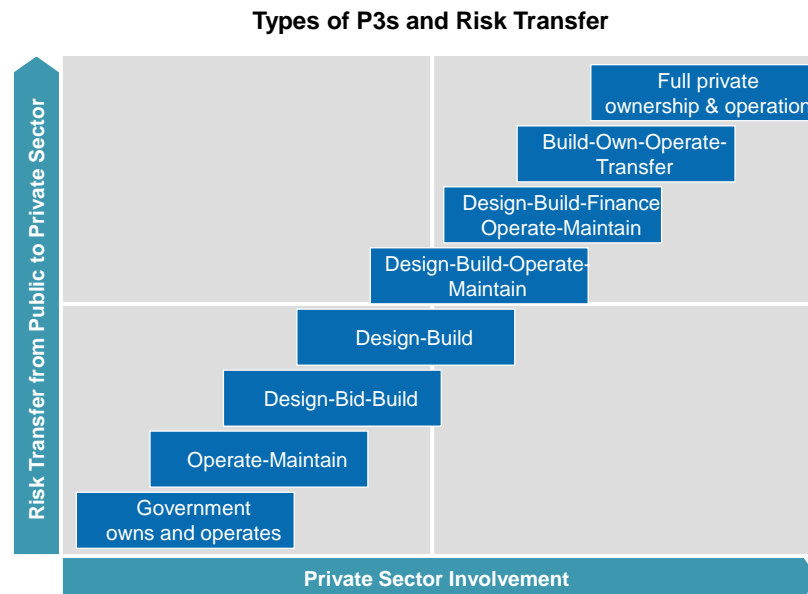 Types of P3s and Risk Transfer
Risk Transfer from Public to Private Sector
Full private
ownership & operation
Build-Own-Operate-
Transfer
Design-Build-Finance
Operate-Maintain
Design-Build-Operate-
Maintain
Design-Build
Design-Bid-Build
Operate-Maintain
Government
owns and operates
Private Sector Involvement